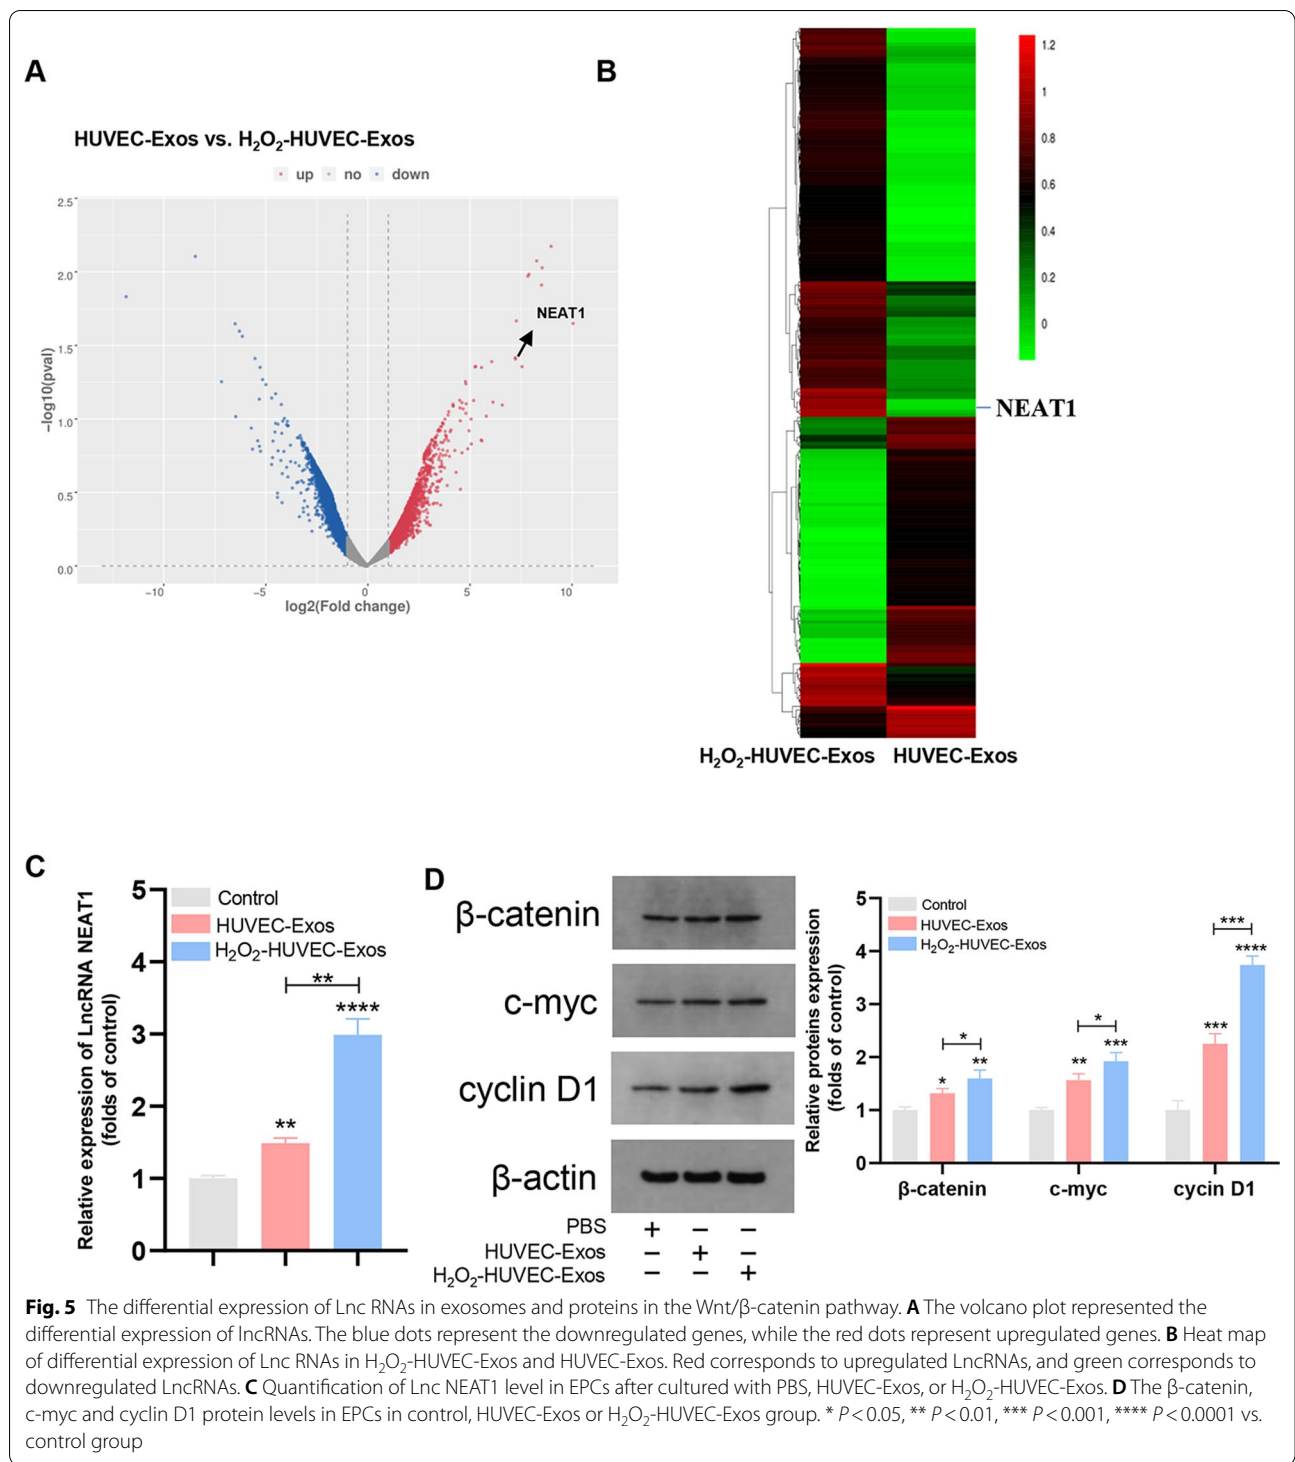 A
HUVEC-Exos vs. H₂O₂-HUVEC-Exos
up no down
2.5
2.0
1.5
1.0
0.5
0.0
−log10(pval)
NEAT1
−10 −5 0 5 10
log2(Fold change)
B
1.2
1
0.8
0.6
0.4
0.2
0
NEAT1
H₂O₂-HUVEC-Exos HUVEC-Exos
C
Relative expression of LncRNA NEAT1
(folds of control)
5
4
3
2
1
0
Control
HUVEC-Exos
H₂O₂-HUVEC-Exos
**
****
**
D
β-catenin
c-myc
cyclin D1
β-actin
PBS + − −
HUVEC-Exos − + −
H₂O₂-HUVEC-Exos − − +
Relative proteins expression
(folds of control)
5
4
3
2
1
0
Control
HUVEC-Exos
H₂O₂-HUVEC-Exos
*
* **
*
** ***
***
*** ****
β-catenin c-myc cycin D1
Fig. 5 The differential expression of Lnc RNAs in exosomes and proteins in the Wnt/β-catenin pathway. A The volcano plot represented the
differential expression of lncRNAs. The blue dots represent the downregulated genes, while the red dots represent upregulated genes. B Heat map
of differential expression of Lnc RNAs in H₂O₂-HUVEC-Exos and HUVEC-Exos. Red corresponds to upregulated LncRNAs, and green corresponds to
downregulated LncRNAs. C Quantification of Lnc NEAT1 level in EPCs after cultured with PBS, HUVEC-Exos, or H₂O₂-HUVEC-Exos. D The β-catenin,
c-myc and cyclin D1 protein levels in EPCs in control, HUVEC-Exos or H₂O₂-HUVEC-Exos group. * P < 0.05, ** P < 0.01, *** P < 0.001, **** P < 0.0001 vs.
control group